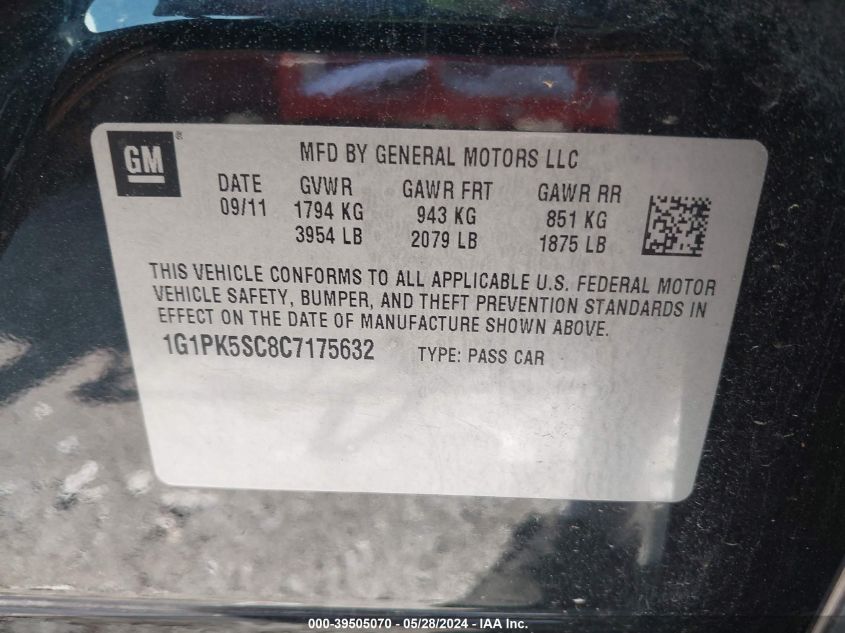 GM ®
MFD BY GENERAL MOTORS LLC
DATE GVWR GAWR FRT GAWR RR
09/11 1794 KG 943 KG 851 KG
3954 LB 2079 LB 1875 LB
THIS VEHICLE CONFORMS TO ALL APPLICABLE U.S. FEDERAL MOTOR
VEHICLE SAFETY, BUMPER, AND THEFT PREVENTION STANDARDS IN
EFFECT ON THE DATE OF MANUFACTURE SHOWN ABOVE.
1G1PK5SC8C7175632 TYPE: PASS CAR
000-39505070 - 05/28/2024 - IAA Inc.